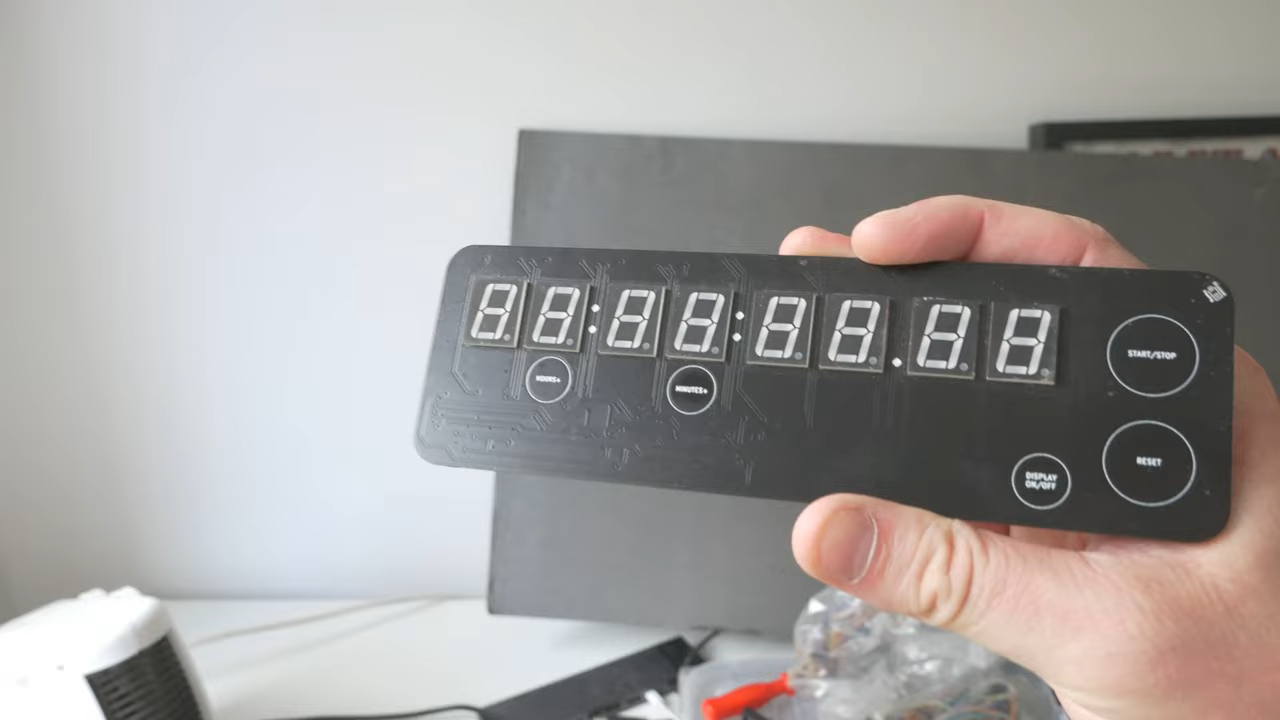 HOURS+
MINUTES+
START/STOP
RESET
DISPLAY
ON/OFF